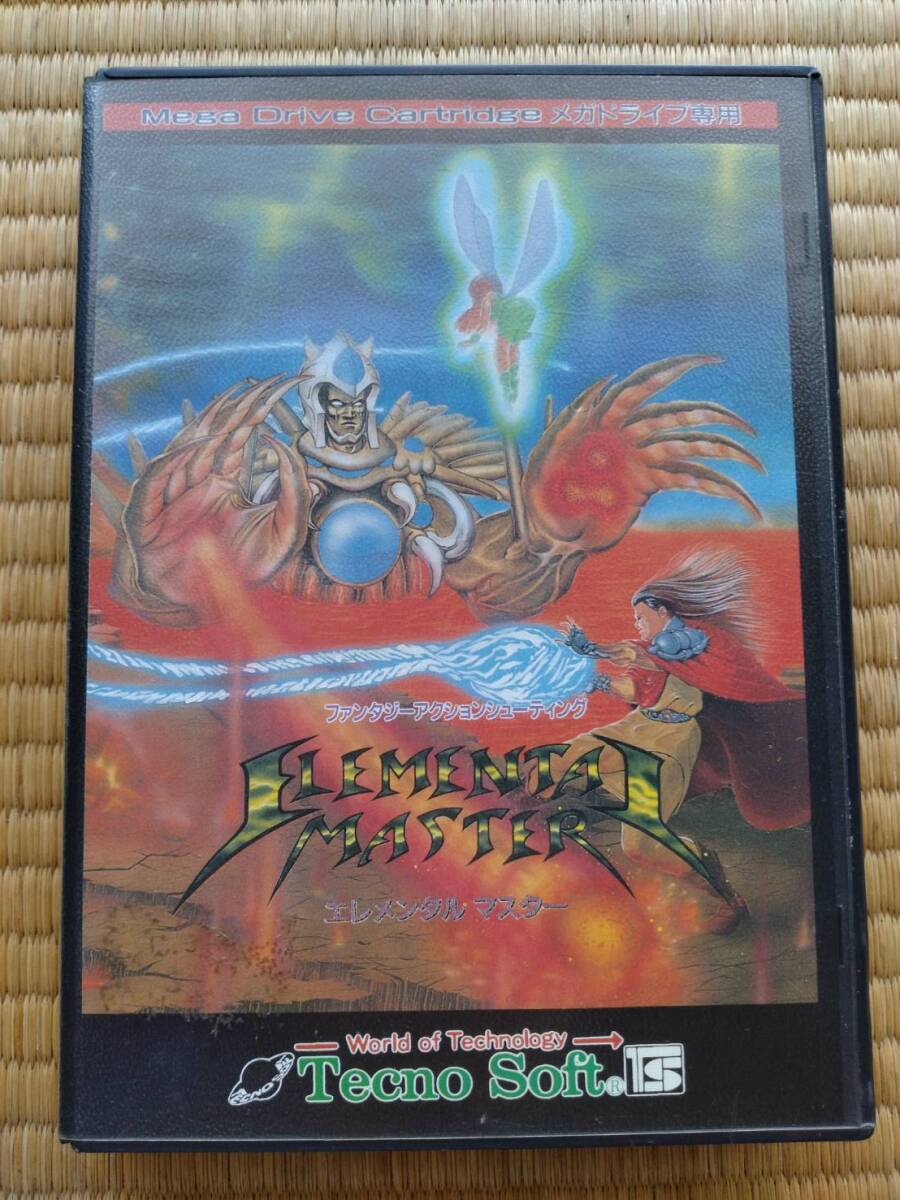 Mega Drive Cartridge メガドライブ専用
ファンタジーアクションシューティング
ELEMENTAL
MASTER
エレメンタル マスター
World of Technology
Tecno Soft® TS